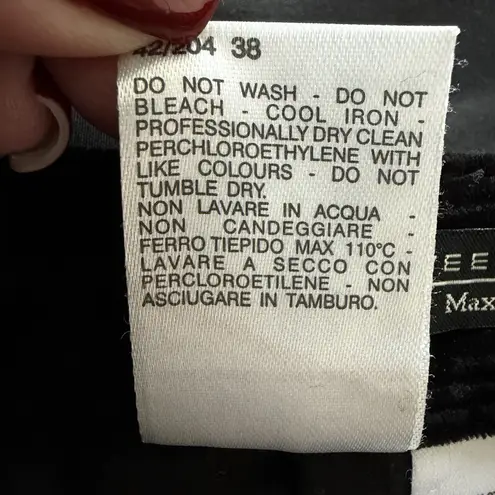 42/204 38
DO NOT WASH - DO NOT
BLEACH - COOL IRON -
PROFESSIONALLY DRY CLEAN
PERCHLOROETHYLENE WITH
LIKE COLOURS - DO NOT
TUMBLE DRY.
NON LAVARE IN ACQUA -
NON CANDEGGIARE -
FERRO TIEPIDO MAX 110°C -
LAVARE A SECCO CON
PERCLOROETILENE - NON
ASCIUGARE IN TAMBURO.
EE
Max